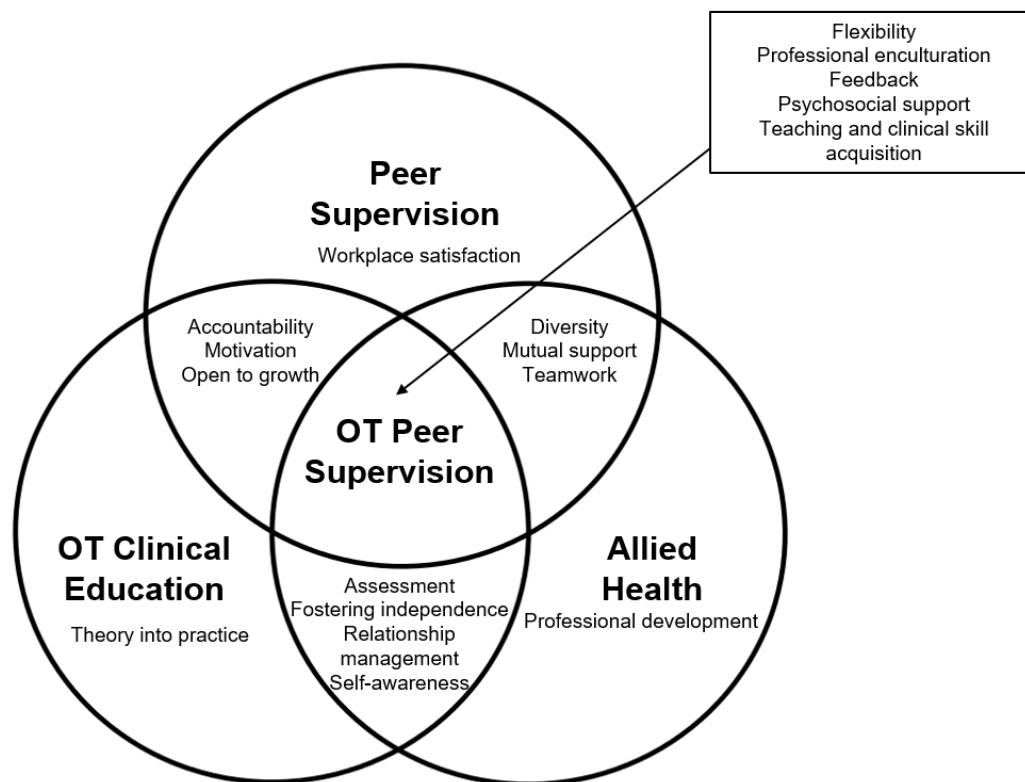 Flexibility
Professional enculturation
Feedback
Psychosocial support
Teaching and clinical skill
acquisition
Peer
Supervision
Workplace satisfaction
Accountability
Motivation
Open to growth
Diversity
Mutual support
Teamwork
OT Peer
Supervision
OT Clinical
Education
Theory into practice
Assessment
Fostering independence
Relationship
management
Self-awareness
Allied
Health
Professional development